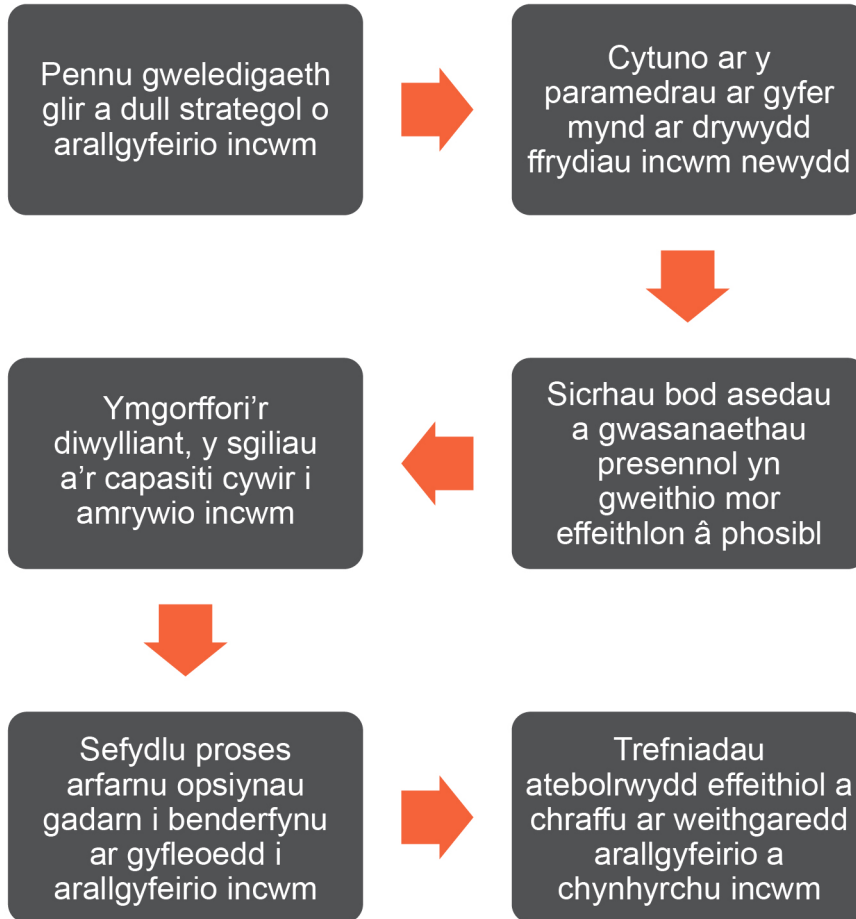 Pennu gweledigaeth
glir a dull strategol o
arallgyfeirio incwm
Cytuno ar y
paramedrau ar gyfer
mynd ar drywydd
ffrydiau incwm newydd
Sicrhau bod asedau
a gwasanaethau
presennol yn
gweithio mor
effeithlon â phosibl
Ymgorffori’r
diwylliant, y sgiliau
a’r capasiti cywir i
amrywio incwm
Sefydlu proses
arfarnu opsiynau
gadarn i benderfynu
ar gyfleoedd i
arallgyfeirio incwm
Trefniadau
atebolrwydd effeithiol a
chraffu ar weithgaredd
arallgyfeirio a
chynhyrchu incwm